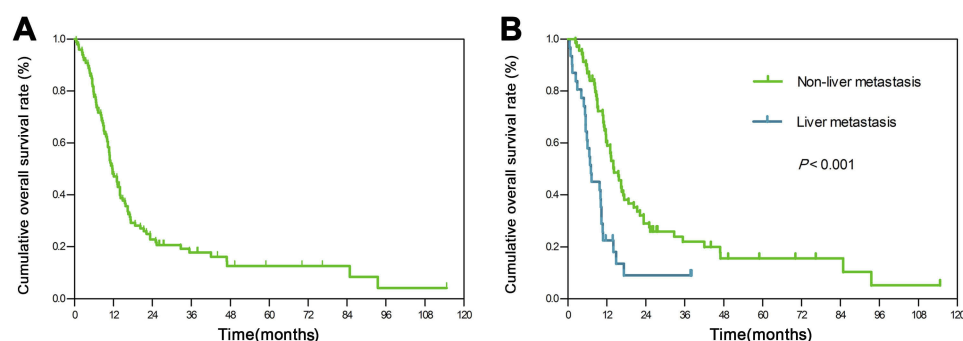 A
Cumulative overall survival rate (%)
1.0
0.8
0.6
0.4
0.2
0.0
0 12 24 36 48 60 72 84 96 108 120
Time(months)
B
Cumulative overall survival rate (%)
1.0
0.8
0.6
0.4
0.2
0.0
Non-liver metastasis
Liver metastasis
P< 0.001
0 12 24 36 48 60 72 84 96 108 120
Time(months)